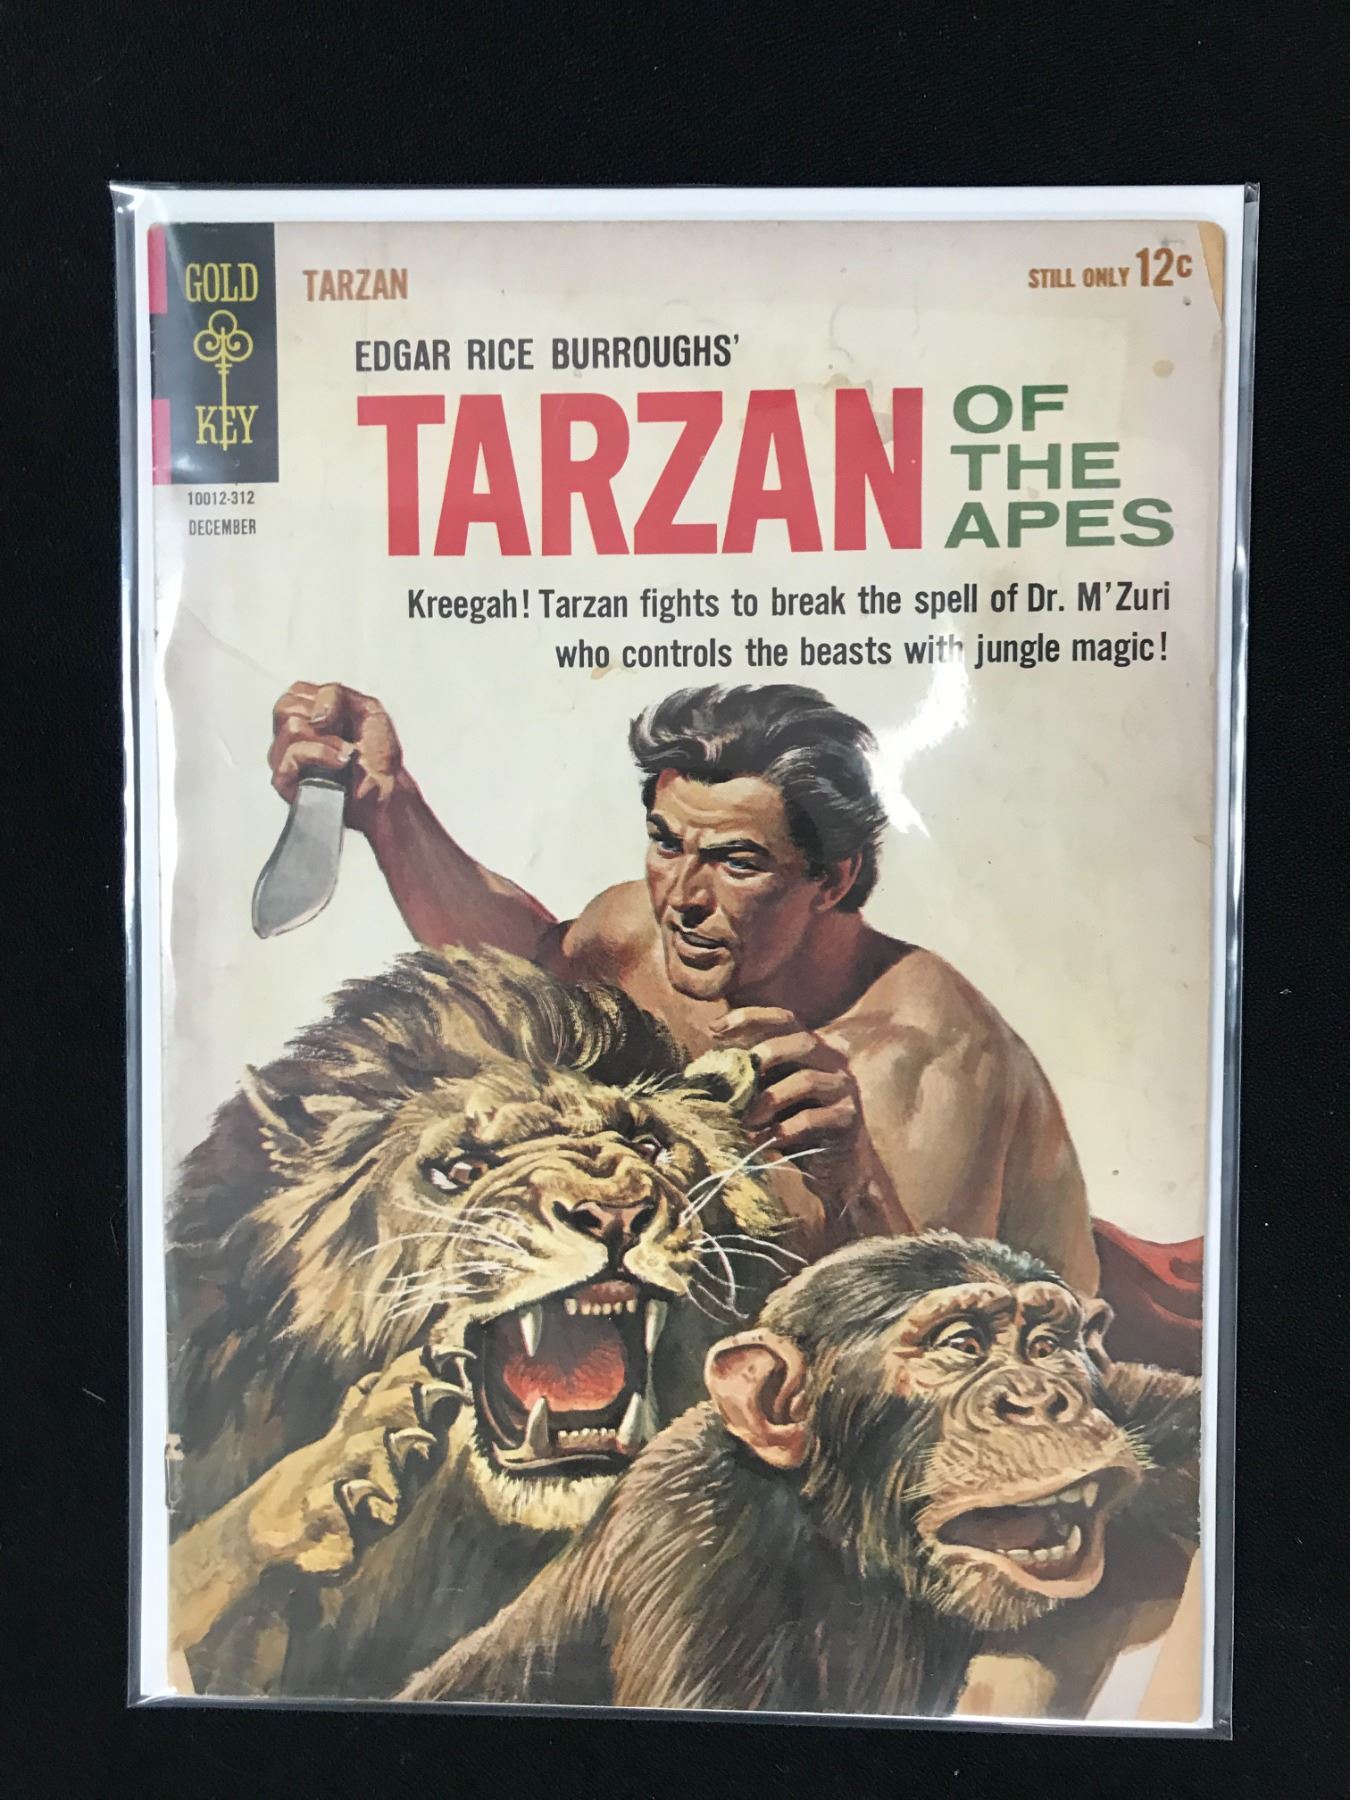 GOLD
KEY
10012-312
DECEMBER
TARZAN
STILL ONLY 12c
EDGAR RICE BURROUGHS'
TARZAN
OF
THE
APES
Kreegah! Tarzan fights to break the spell of Dr. M'Zuri
who controls the beasts with jungle magic!